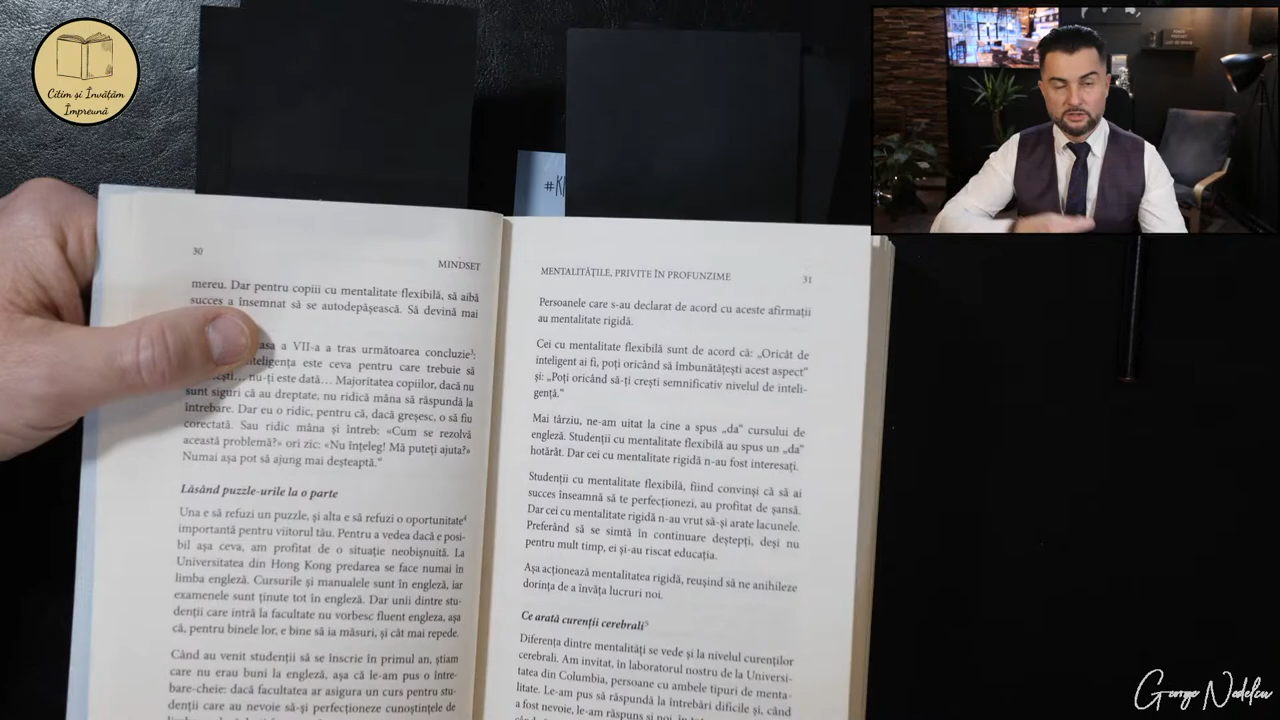 Citim și Învățăm
Împreună
#K
30
MINDSET
mereu. Dar pentru copiii cu mentalitate flexibilă, să aibă
succes a însemnat să se autodepășească. Să devină mai
a VII-a a tras următoarea concluzie³:
este ceva pentru care trebuie să
nu-ți este dată… Majoritatea copiilor, dacă nu
sunt siguri că au dreptate, nu ridică mâna să răspundă la
întrebare. Dar eu o ridic, pentru că, dacă greșesc, o să fiu
corectată. Sau ridic mâna și întreb: «Cum se rezolvă
această problemă?» ori zic: «Nu înțeleg! Mă puteți ajuta?»
Numai așa pot să ajung mai deșteaptă.“
Lăsând puzzle-urile la o parte
Una e să refuzi un puzzle, și alta e să refuzi o oportunitate⁴
importantă pentru viitorul tău. Pentru a vedea dacă e posi-
bil așa ceva, am profitat de o situație neobișnuită. La
Universitatea din Hong Kong predarea se face numai în
limba engleză. Cursurile și manualele sunt în engleză, iar
examenele sunt ținute tot în engleză. Dar unii dintre stu-
denții care intră la facultate nu vorbesc fluent engleza, așa
că, pentru binele lor, e bine să ia măsuri, și cât mai repede.
Când au venit studenții să se înscrie în primul an, știam
care nu erau buni la engleză, așa că le-am pus o între-
bare-cheie: dacă facultatea ar asigura un curs pentru stu-
denții care au nevoie să-și perfecționeze cunoștințele de
MENTALITĂȚILE, PRIVITE ÎN PROFUNZIME
31
Persoanele care s-au declarat de acord cu aceste afirmații
au mentalitate rigidă.
Cei cu mentalitate flexibilă sunt de acord că: „Oricât de
inteligent ai fi, poți oricând să îmbunătățești acest aspect“
și: „Poți oricând să-ți crești semnificativ nivelul de inteli-
gență.“
Mai târziu, ne-am uitat la cine a spus „da“ cursului de
engleză. Studenții cu mentalitate flexibilă au spus un „da“
hotărât. Dar cei cu mentalitate rigidă n-au fost interesați.
Studenții cu mentalitate flexibilă, fiind convinși că să ai
succes înseamnă să te perfecționezi, au profitat de șansă.
Dar cei cu mentalitate rigidă n-au vrut să-și arate lacunele.
Preferând să se simtă în continuare deștepți, deși nu
pentru mult timp, ei și-au riscat educația.
Așa acționează mentalitatea rigidă, reușind să ne anihileze
dorința de a învăța lucruri noi.
Ce arată curenții cerebrali⁵
Diferența dintre mentalități se vede și la nivelul curenților
cerebrali. Am invitat, în laboratorul nostru de la Universi-
tatea din Columbia, persoane cu ambele tipuri de menta-
litate. Le-am pus să răspundă la întrebări dificile și, când
a fost nevoie, le-am răspuns și noi,
George Nedelcu